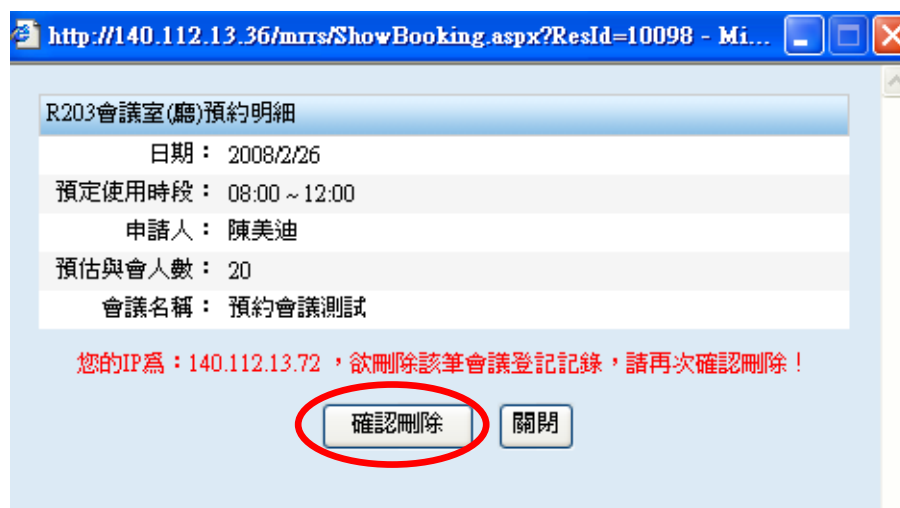 http://140.112.13.36/mrrs/ShowBooking.aspx?ResId=10098 - Mi...
R203會議室(廳)預約明細
日期： 2008/2/26
預定使用時段： 08:00 ~ 12:00
申請人： 陳美迪
預估與會人數： 20
會議名稱： 預約會議測試
您的IP為：140.112.13.72 ，欲刪除該筆會議登記記錄，請再次確認刪除！
確認刪除 關閉